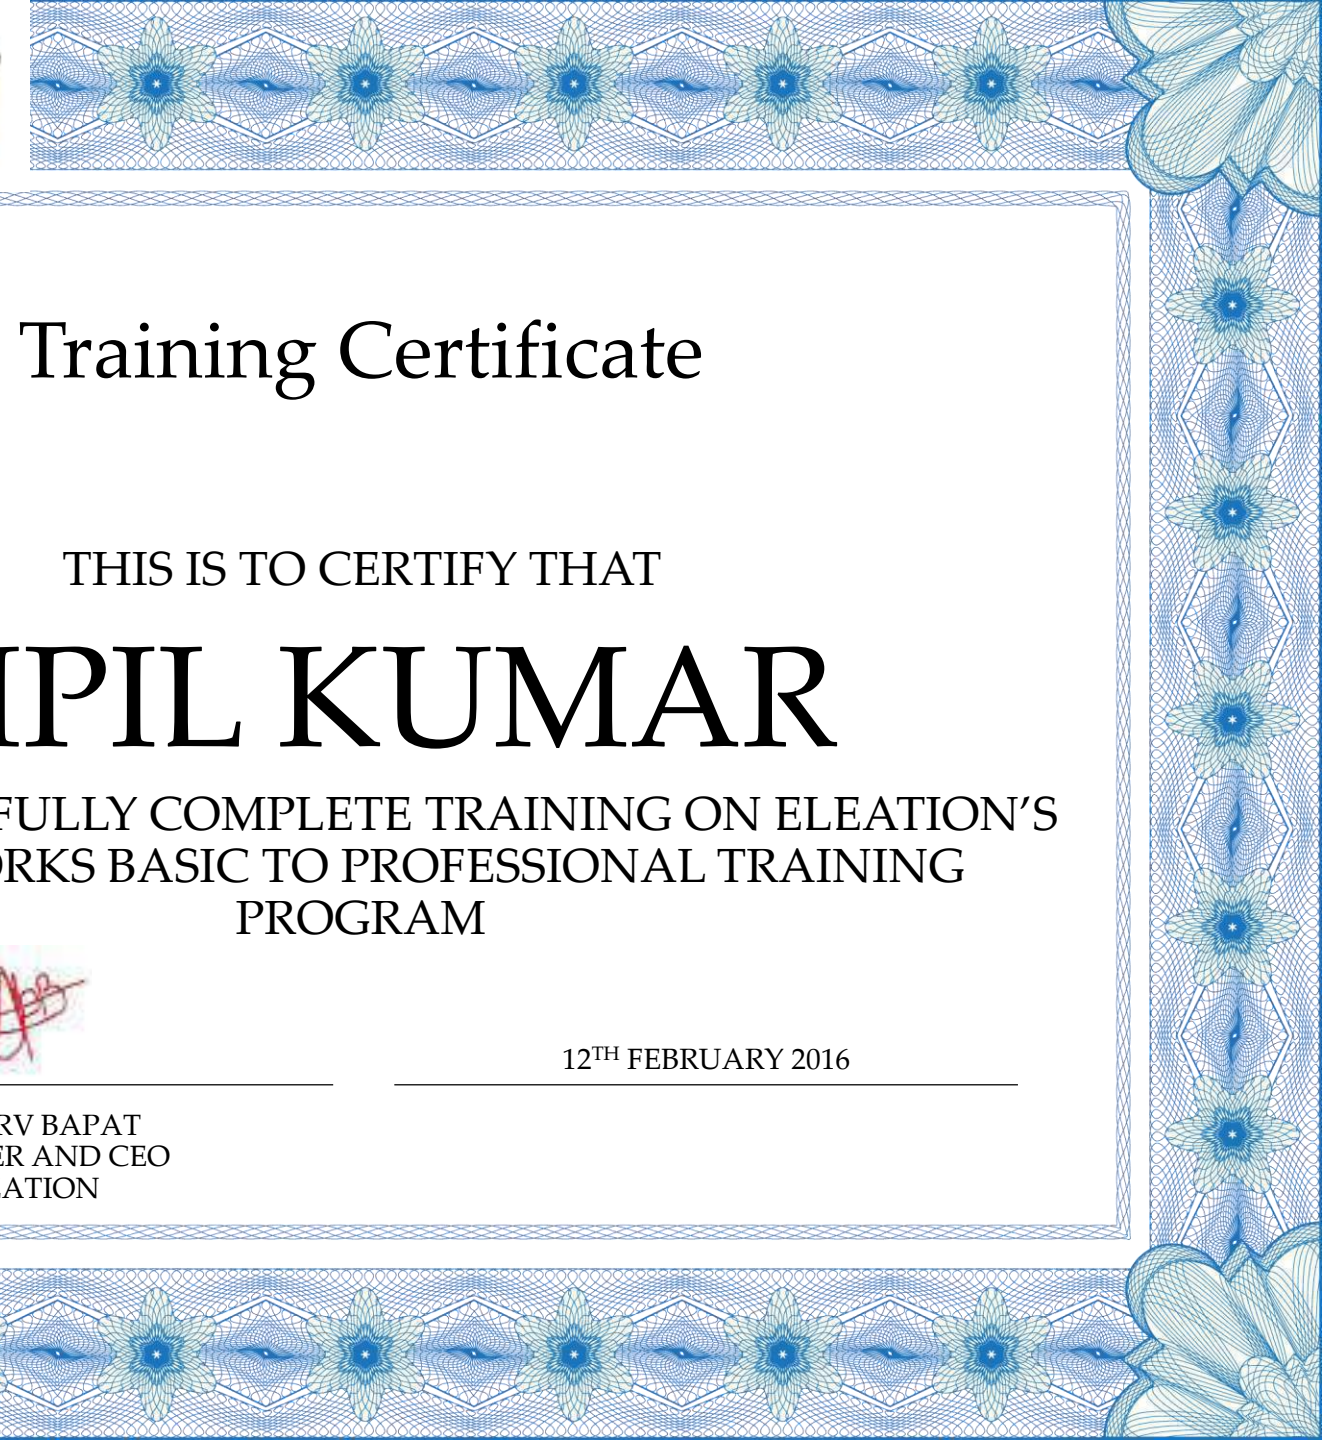 Training Certificate
THIS IS TO CERTIFY THAT
IPIL KUMAR
FULLY COMPLETE TRAINING ON ELEATION’S
ORKS BASIC TO PROFESSIONAL TRAINING
PROGRAM
12TH FEBRUARY 2016
RV BAPAT
ER AND CEO
EATION